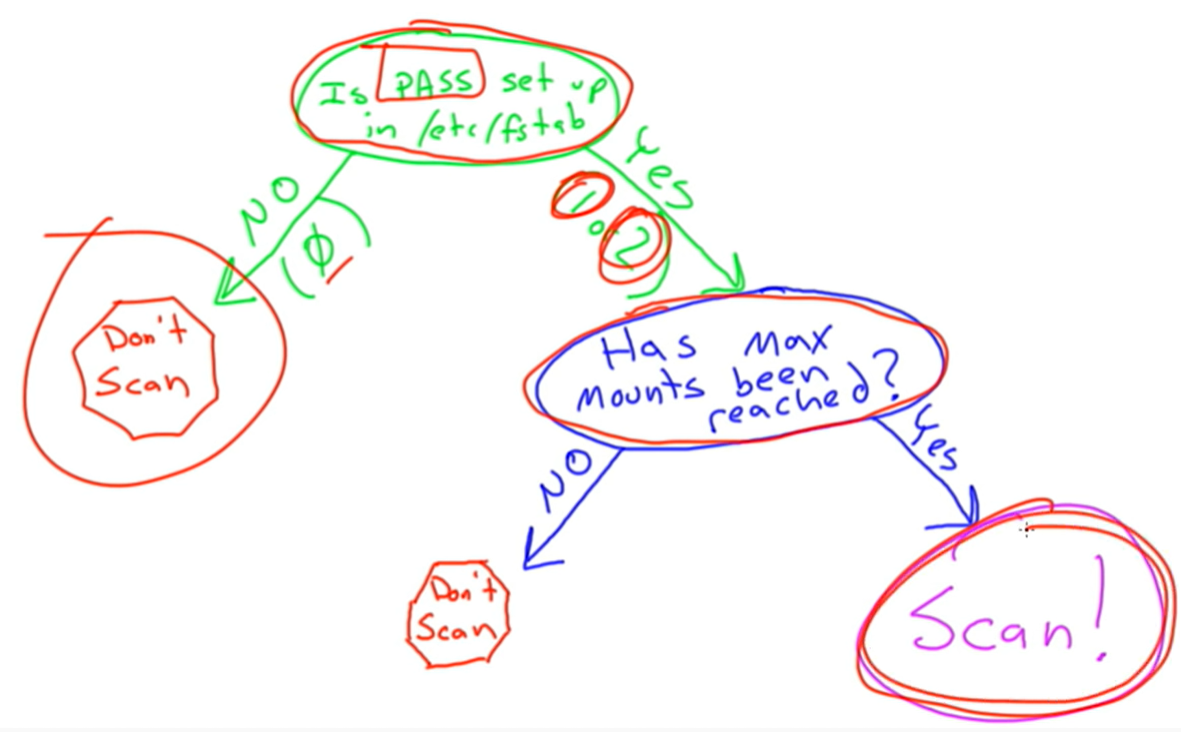 Is PASS set up
in /etc/fstab
NO
(φ)
Yes
1 or 2)
Don't
Scan
Has Max
mounts been
reached?
NO
Yes
Don't
Scan
Scan!